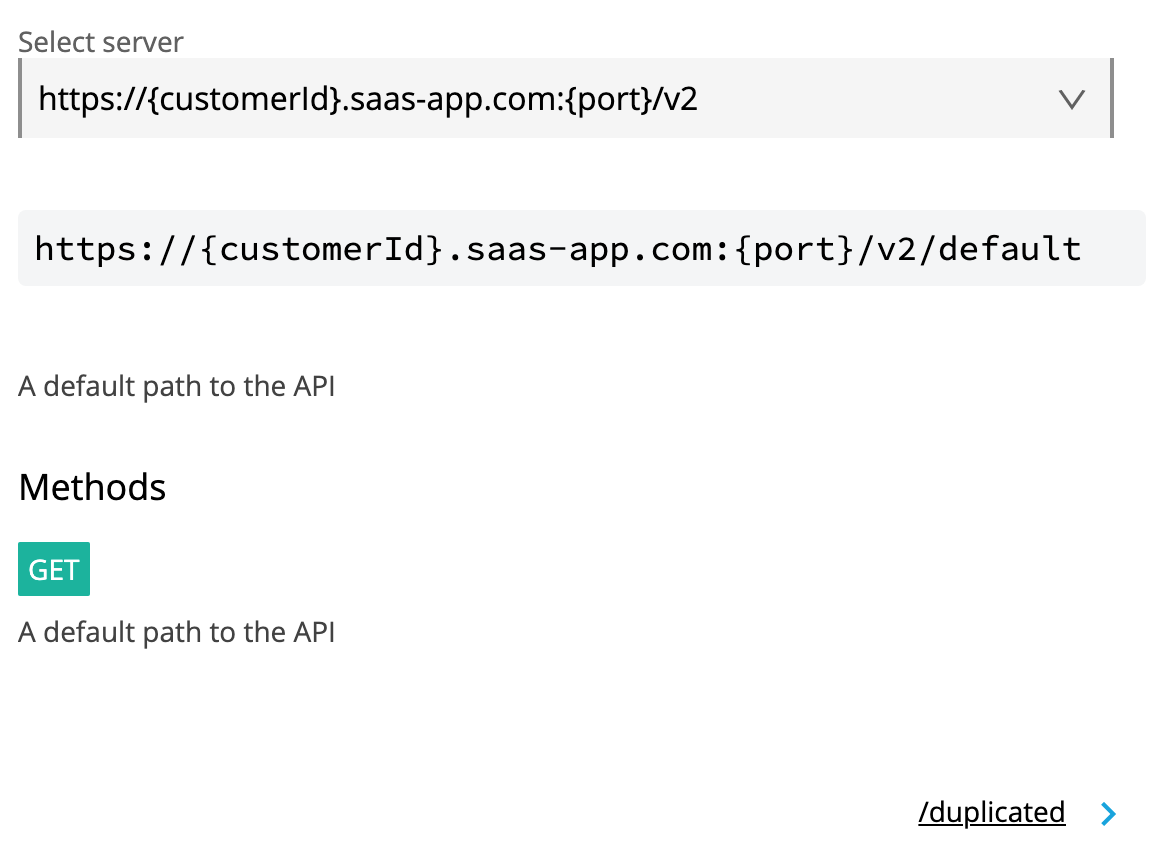 Select server
https://{customerId}.saas-app.com:{port}/v2
https://{customerId}.saas-app.com:{port}/v2/default
A default path to the API
Methods
GET
A default path to the API
/duplicated